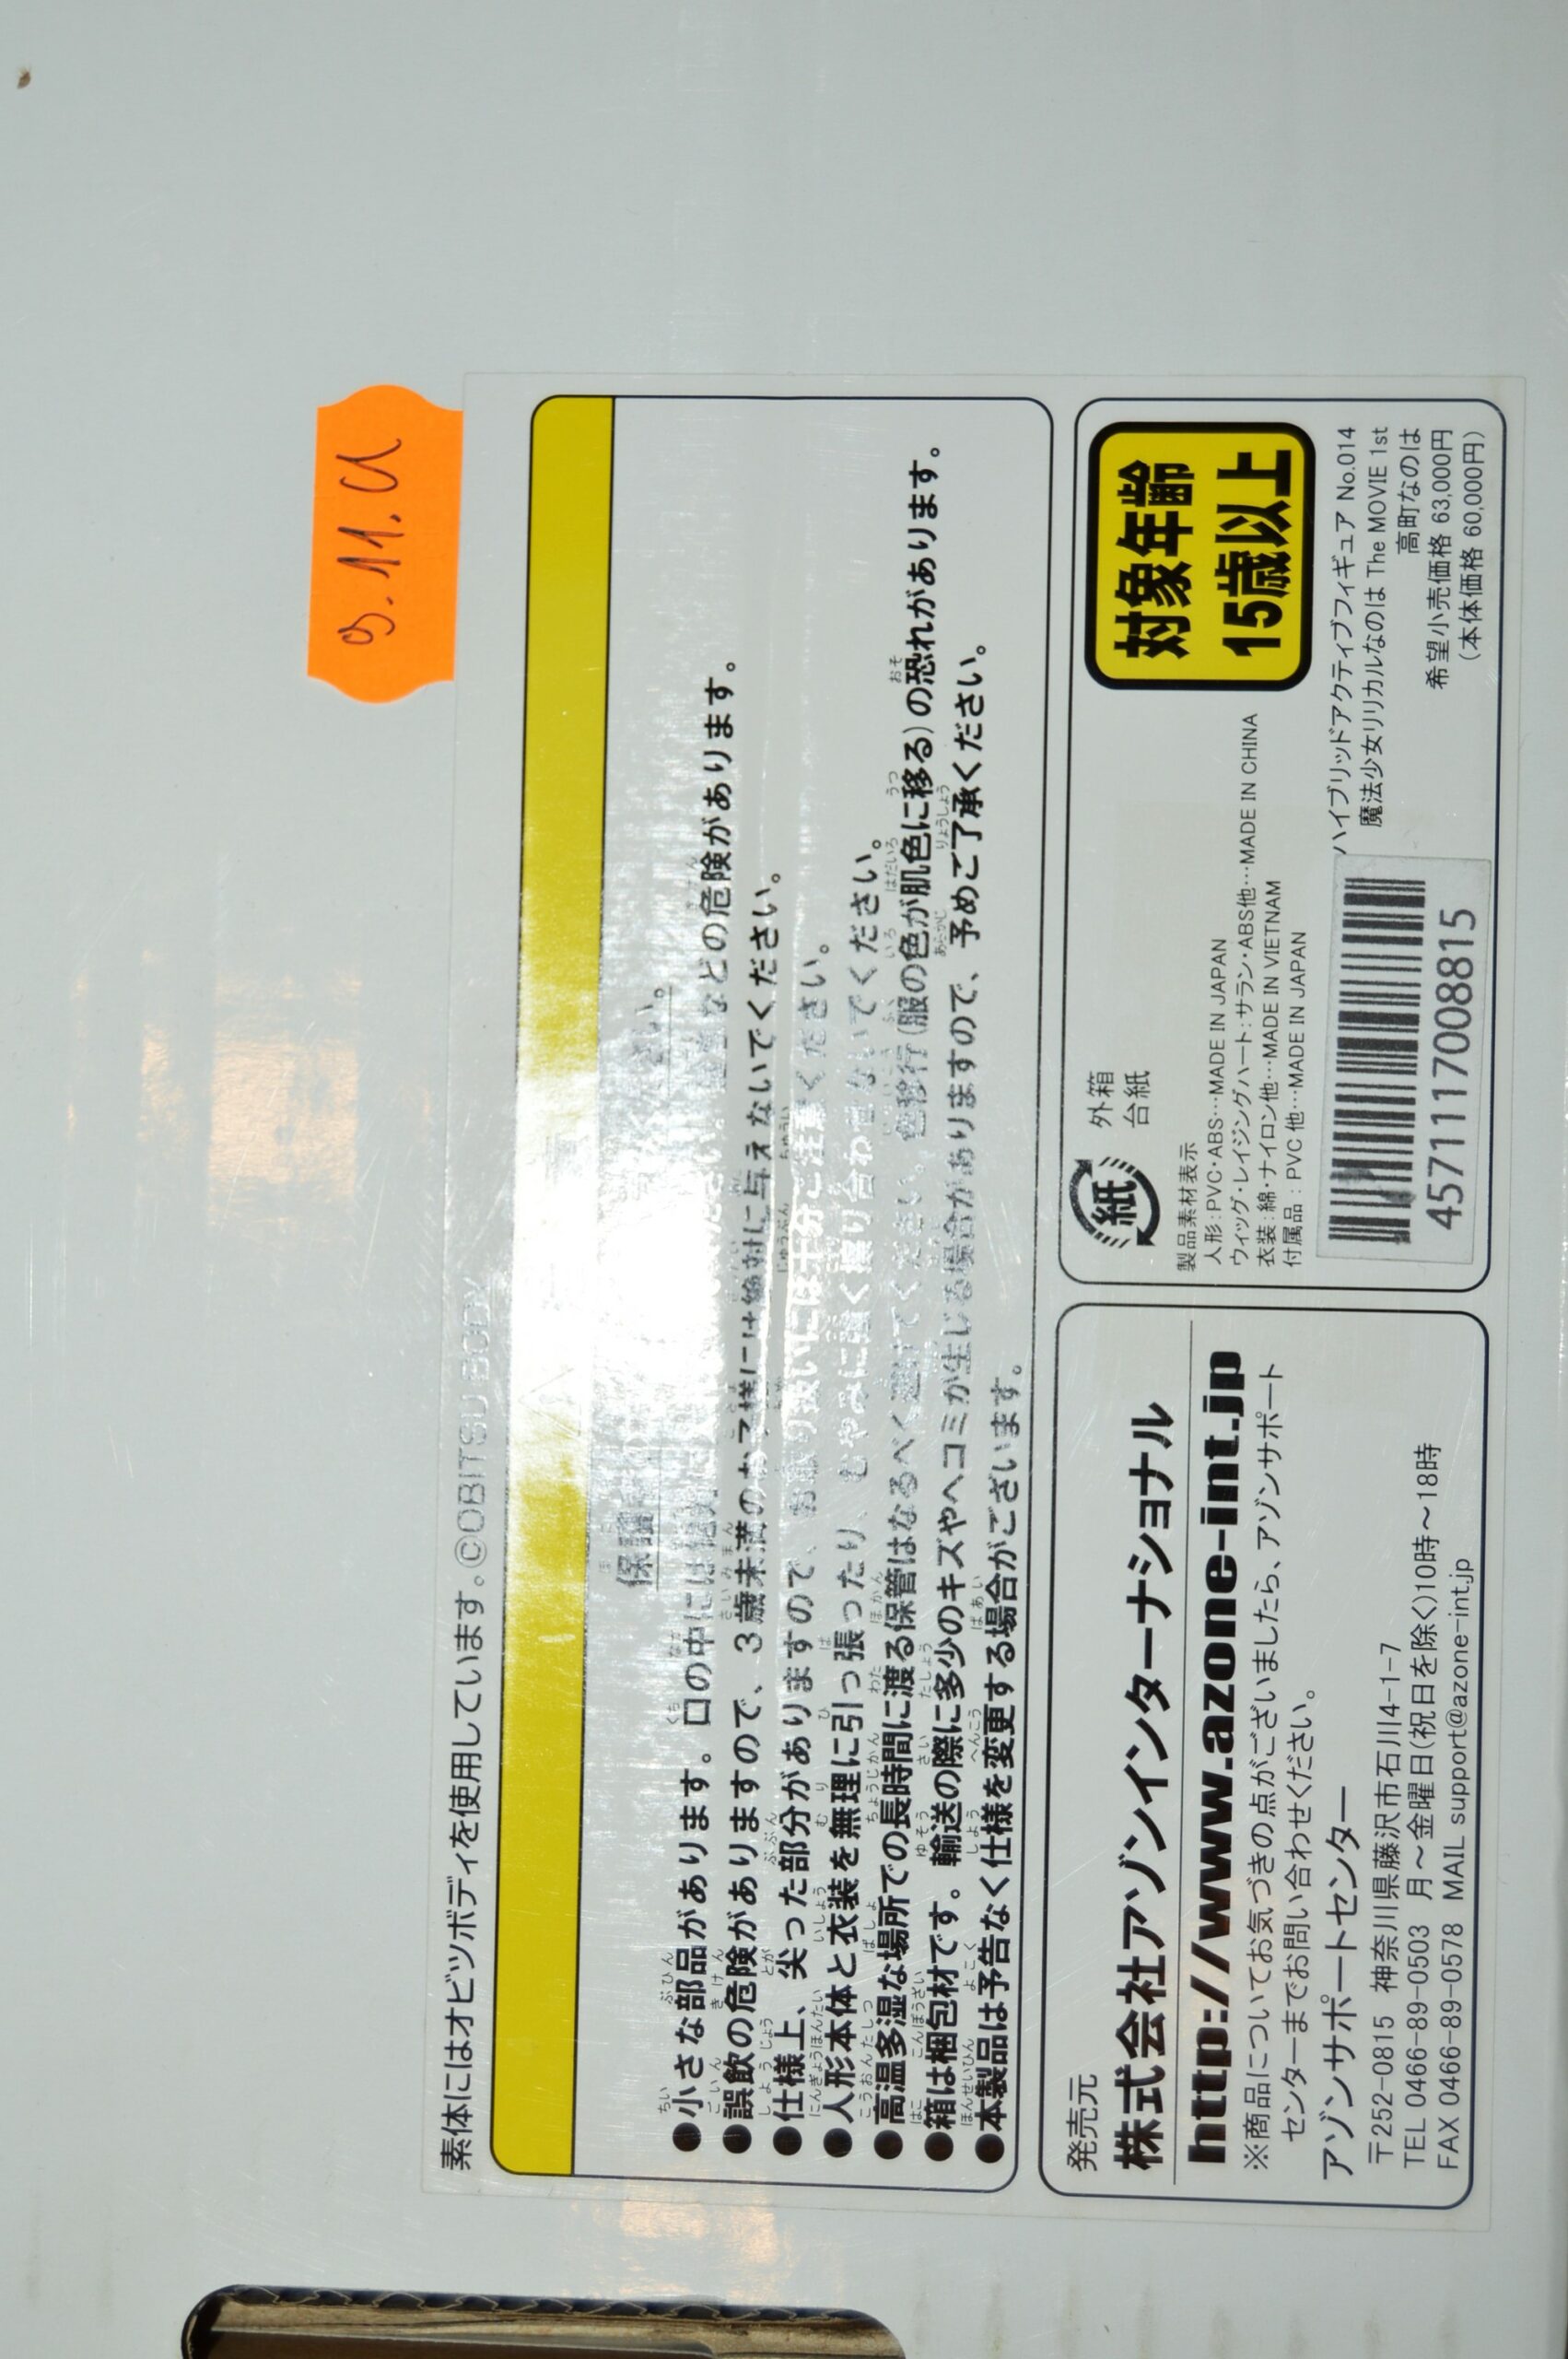 9.11.U
素体にはオビツボディを使用しています。©OBITSU BODY
保護
さい。
●小さな部品があります。口の中には絶対
などの危険があります。
●誤飲の危険がありますので、3歳未満のお子様には絶対に与えないでください。
●仕様上、尖った部分がありますので、お取り扱いには十分ご注意ください。
●人形本体と衣装を無理に引っ張ったり、むやみに強く擦り合わせないでください。
●高温多湿な場所での長時間に渡る保管はなるべく避けてください。色移行(服の色が肌色に移る)の恐れがあります。
●箱は梱包材です。輸送の際に多少のキズやヘコミが生じる場合がありますので、予めご了承ください。
●本製品は予告なく仕様を変更する場合がございます。
発売元
株式会社アゾンインターナショナル
http://www.azone-int.jp
※商品についてお気づきの点がございましたら、アゾンサポート
センターまでお問い合わせください。
アゾンサポートセンター
〒252-0815 神奈川県藤沢市石川4-1-7
TEL 0466-89-0503 月〜金曜日(祝日を除く)10時〜18時
FAX 0466-89-0578 MAIL support@azone-int.jp
紙
外箱
台紙
対象年齢
15歳以上
製品素材表示
人形:PVC・ABS…MADE IN JAPAN
ウィッグ・レイジングハート:サラン・ABS他…MADE IN CHINA
衣装:綿・ナイロン他…MADE IN VIETNAM
付属品:PVC 他…MADE IN JAPAN
4571117008815
ハイブリッドアクティブフィギュア No.014
魔法少女リリカルなのは The MOVIE 1st
高町なのは
希望小売価格 63,000円
(本体価格 60,000円)